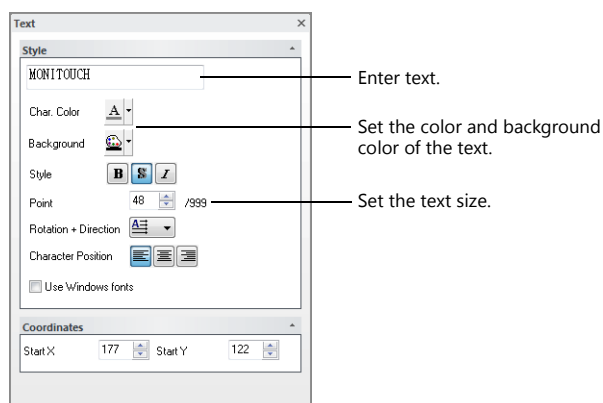 Text
Style
MONITOUCH
Enter text.
Char. Color
A
Background
Set the color and background
color of the text.
Style
B S I
Point 48 /999
Set the text size.
Rotation + Direction A
Character Position
Use Windows fonts
Coordinates
Start X 177 Start Y 122